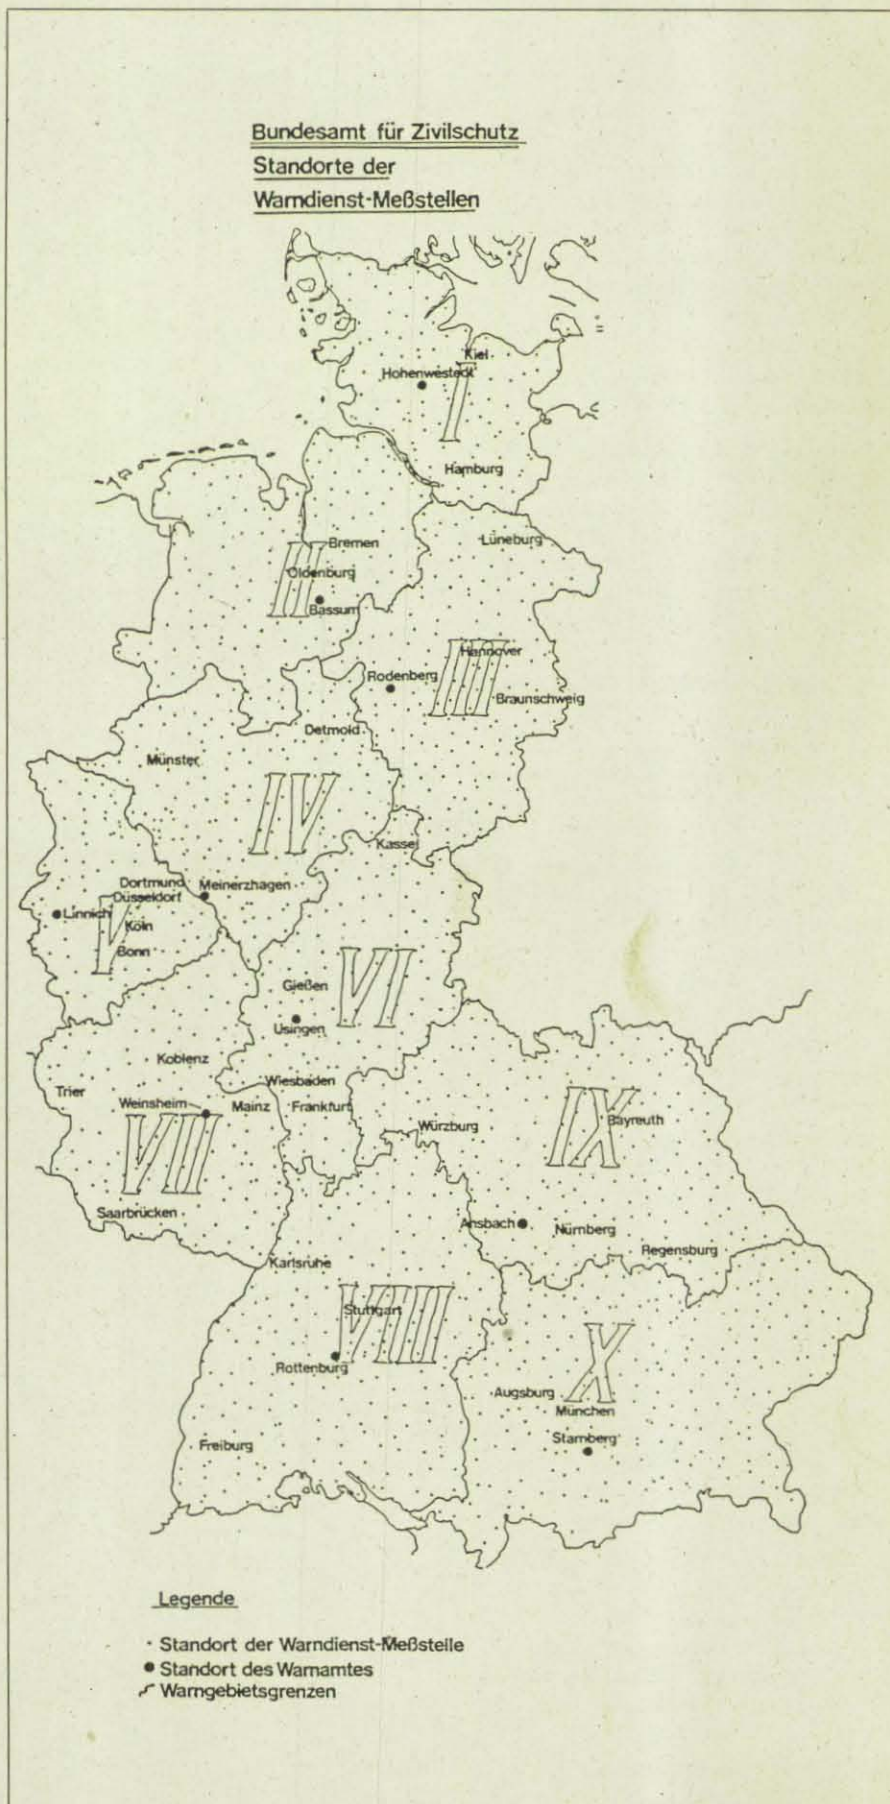 Bundesamt für Zivilschutz
Standorte der
Warndienst-Meßstellen
Kiel
Hohenwestedt
I
Hamburg
Lüneburg
Bremen
III
Oldenburg
Bassum
Hannover
IIII
Rodenberg
Braunschweig
Detmold
Münster
IV
Kassel
Dortmund
Meinerzhagen
Düsseldorf
Linnich
V
Köln
Bonn
VI
Gießen
Usingen
Koblenz
Wiesbaden
Trier
Weinsheim
Mainz
Frankfurt
IX
Bayreuth
Würzburg
VIII
Saarbrücken
Ansbach
Nürnberg
Regensburg
Karlsruhe
Stuttgart
VIIII
Rottenburg
X
Augsburg
München
Starnberg
Freiburg
Legende
Standort der Warndienst-Meßstelle
Standort des Warnamtes
Warngebietsgrenzen